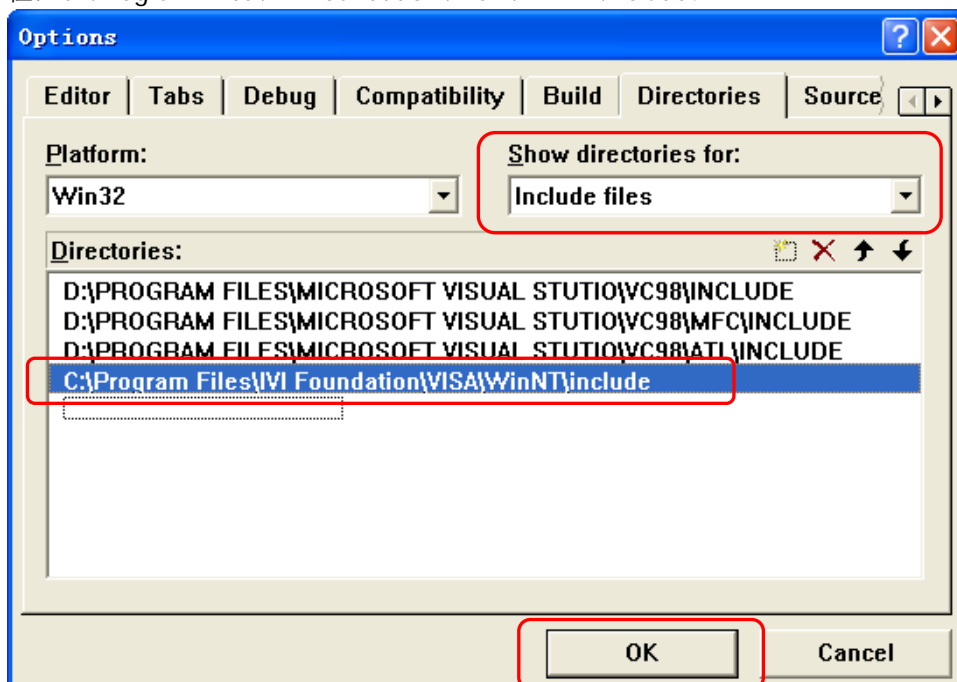 Options
Editor Tabs Debug Compatibility Build Directories Source
Platform: Show directories for:
Win32 Include files
Directories:
D:\PROGRAM FILES\MICROSOFT VISUAL STUTIO\VC98\INCLUDE
D:\PROGRAM FILES\MICROSOFT VISUAL STUTIO\VC98\MFC\INCLUDE
D:\PROGRAM FILES\MICROSOFT VISUAL STUTIO\VC98\ATL\INCLUDE
C:\Program Files\IVI Foundation\VISA\WinNT\include
OK Cancel